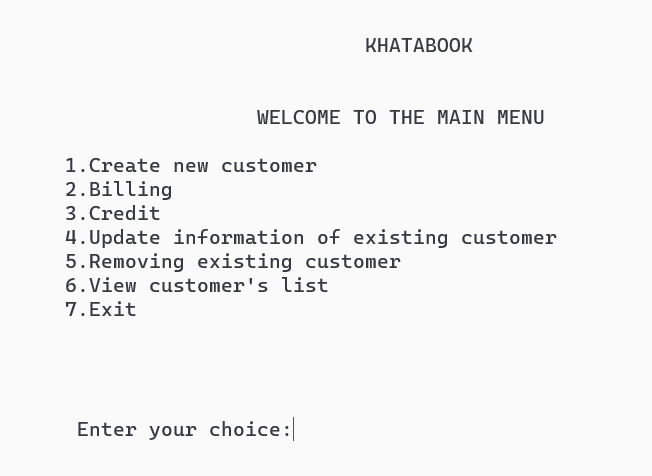 KHATABOOK
WELCOME TO THE MAIN MENU
1.Create new customer
2.Billing
3.Credit
4.Update information of existing customer
5.Removing existing customer
6.View customer's list
7.Exit
Enter your choice: